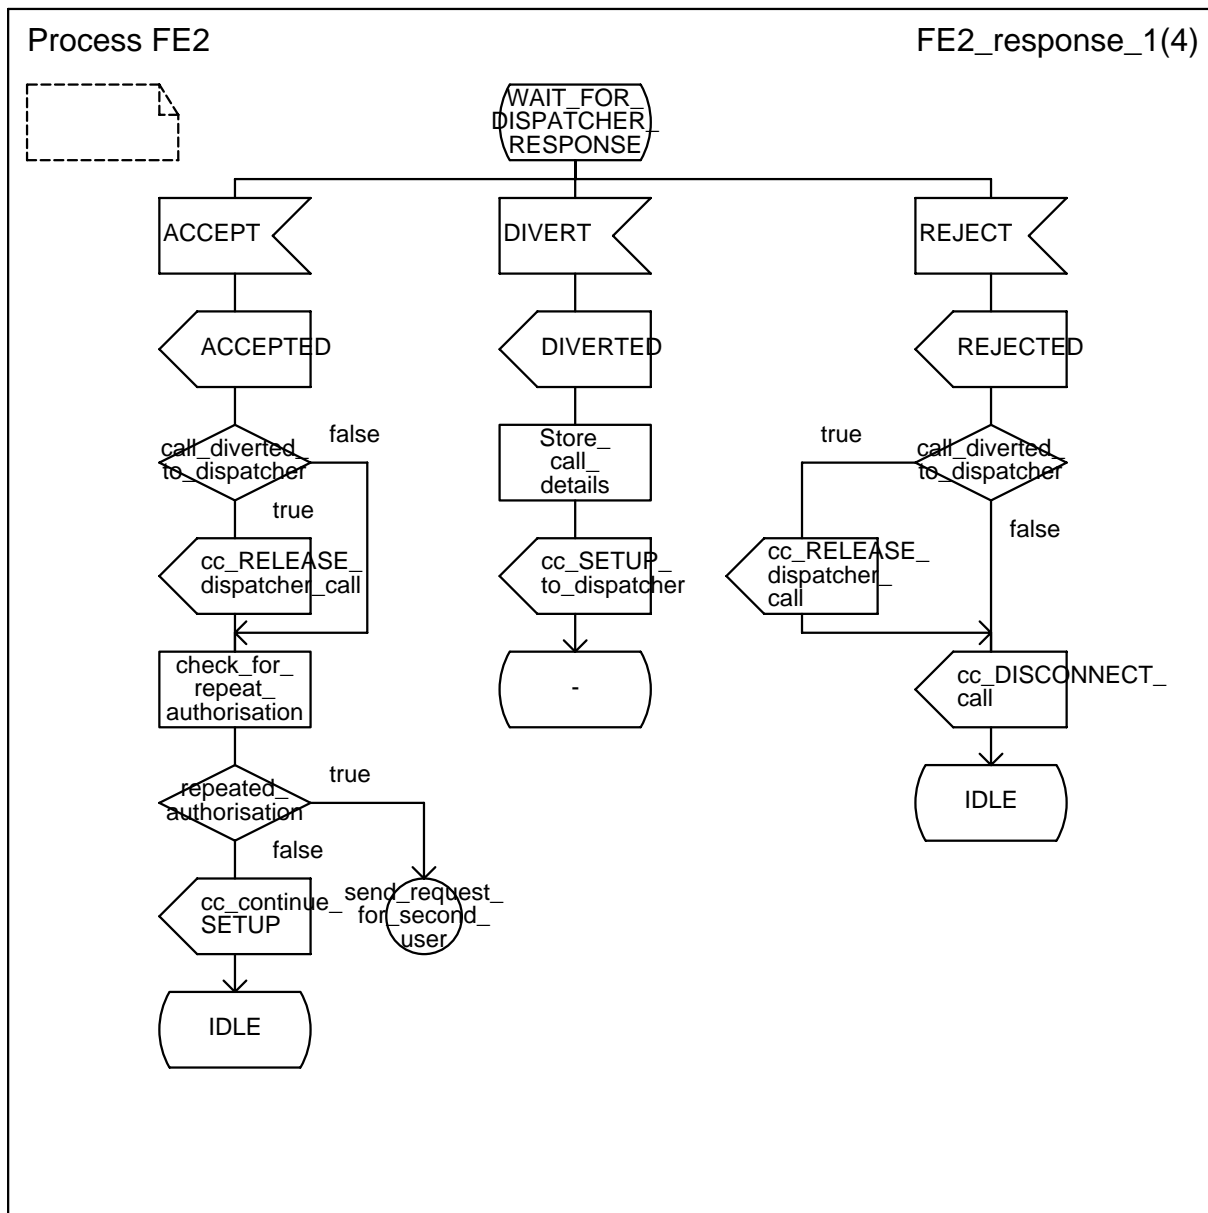 Process FE2
FE2_response_1(4)
WAIT_FOR_
DISPATCHER_
RESPONSE
ACCEPT
DIVERT
REJECT
ACCEPTED
DIVERTED
REJECTED
call_diverted_
to_dispatcher
false
true
Store_
call_
details
true
call_diverted_
to_dispatcher
false
cc_RELEASE_
dispatcher_call
cc_SETUP_
to_dispatcher
cc_RELEASE_
dispatcher_
call
check_for_
repeat_
authorisation
-
cc_DISCONNECT_
call
repeated_
authorisation
true
false
IDLE
cc_continue_
SETUP
send_request_
for_second_
user
IDLE